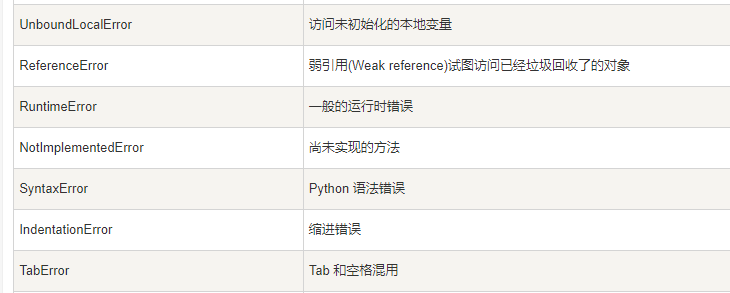 UnboundLocalError 访问未初始化的本地变量
ReferenceError 弱引用(Weak reference)试图访问已经垃圾回收了的对象
RuntimeError 一般的运行时错误
NotImplementedError 尚未实现的方法
SyntaxError Python 语法错误
IndentationError 缩进错误
TabError Tab 和空格混用